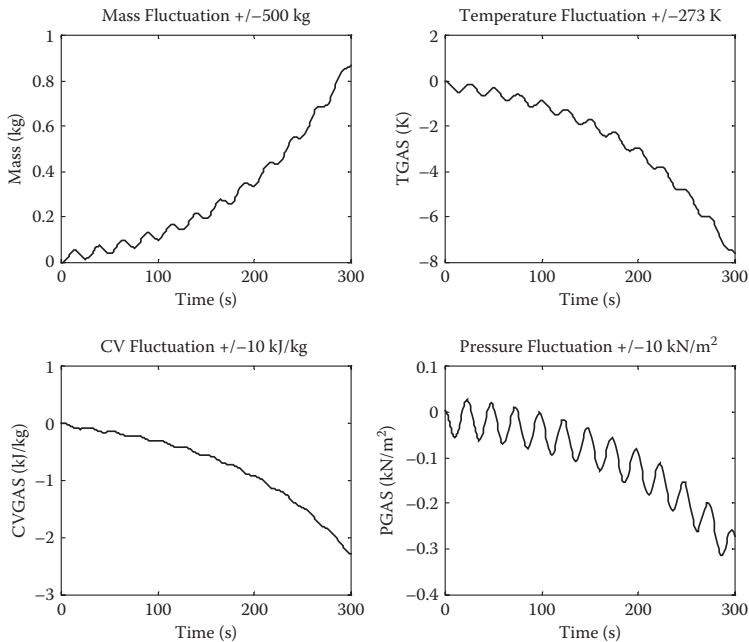 Mass Fluctuation +/−500 kg
1
0.8
0.6
0.4
0.2
0
Mass (kg)
0 100 200 300
Time (s)
Temperature Fluctuation +/−273 K
2
0
−2
−4
−6
−8
TGAS (K)
0 100 200 300
Time (s)
CV Fluctuation +/−10 kJ/kg
1
0
−1
−2
−3
CVGAS (kJ/kg)
0 100 200 300
Time (s)
Pressure Fluctuation +/−10 kN/m²
0.1
0
−0.1
−0.2
−0.3
−0.4
PGAS (kN/m²)
0 100 200 300
Time (s)